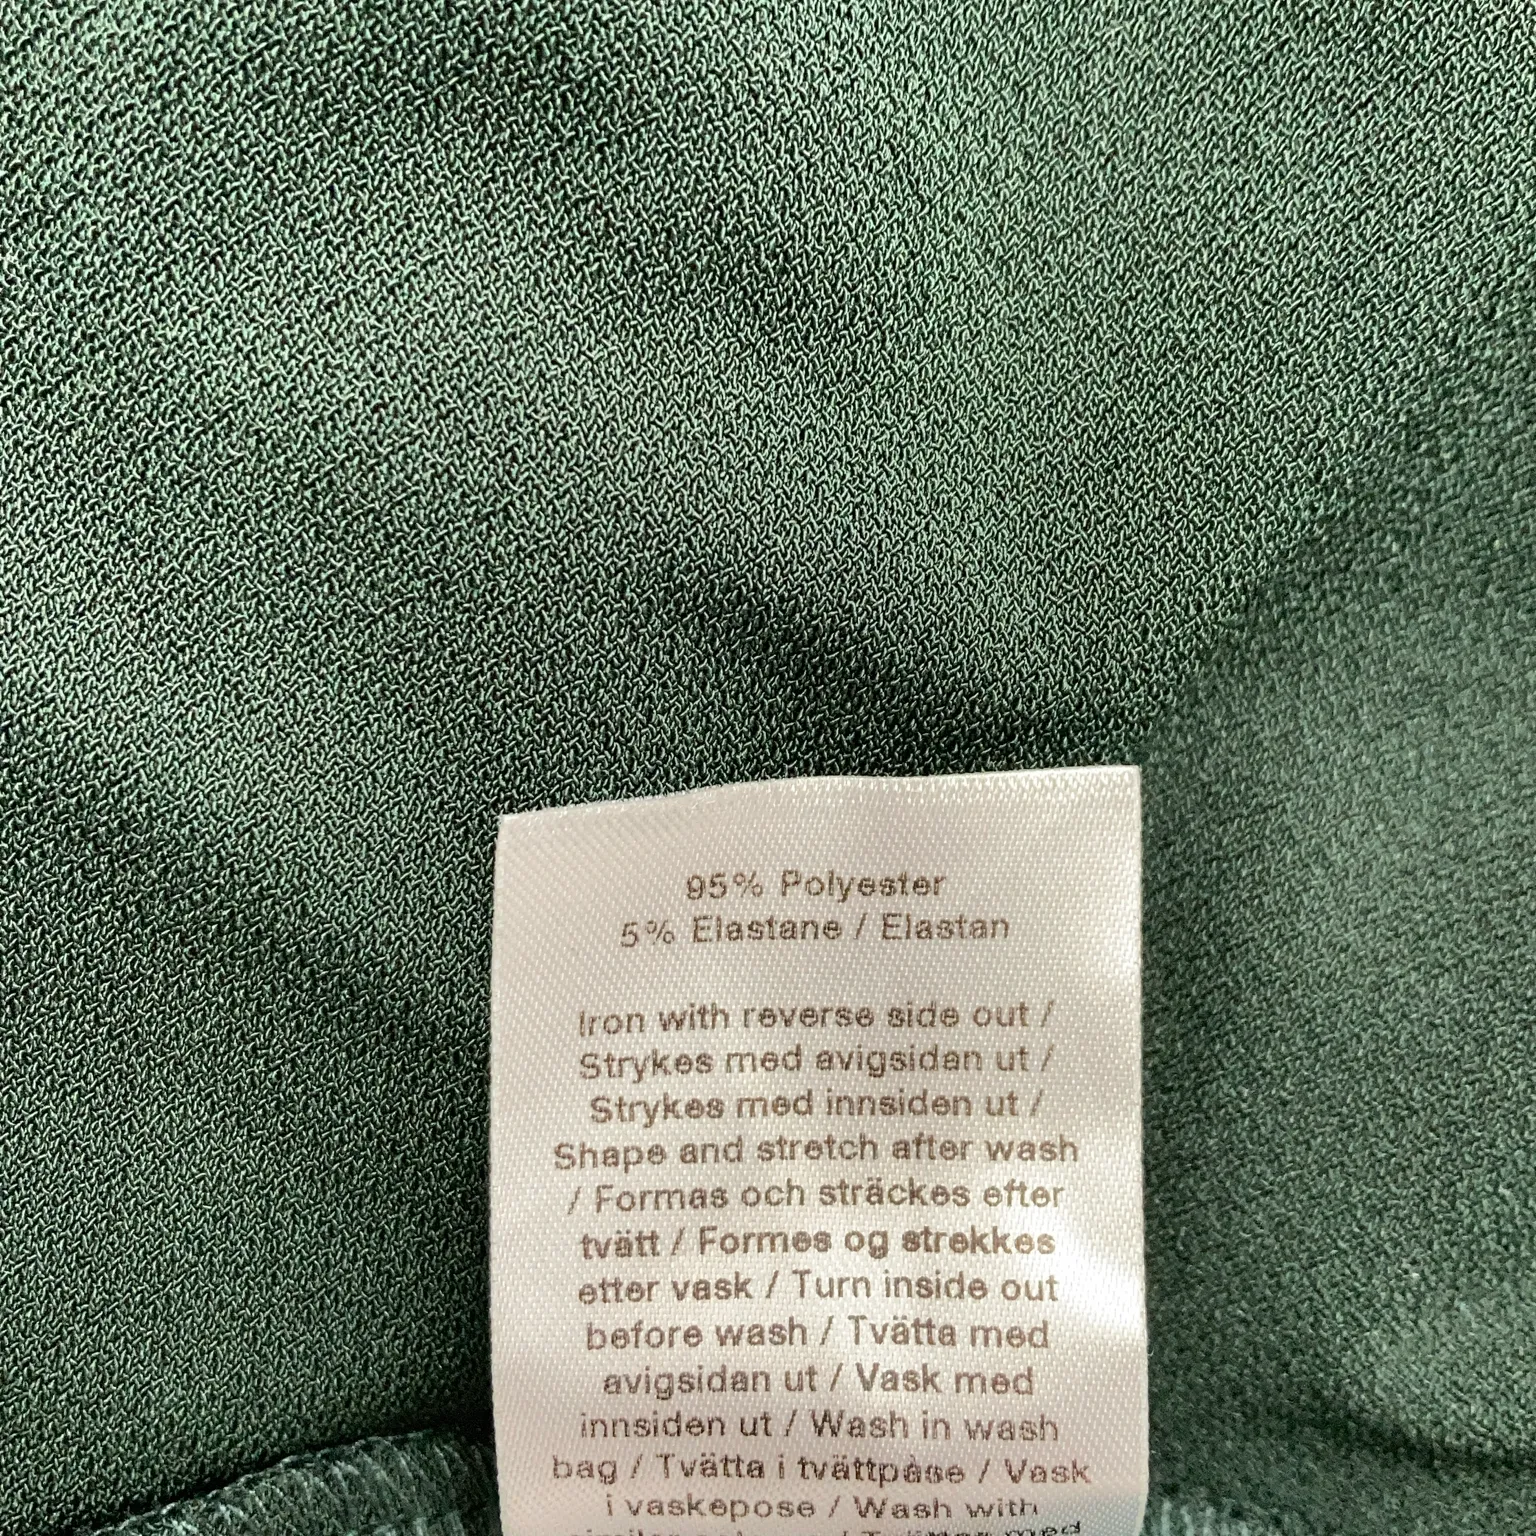 95% Polyester
5% Elastane / Elastan
Iron with reverse side out /
Strykes med avigsidan ut /
Strykes med innsiden ut /
Shape and stretch after wash
/ Formas och sträckes efter
tvätt / Formes og strekkes
etter vask / Turn inside out
before wash / Tvätta med
avigsidan ut / Vask med
innsiden ut / Wash in wash
bag / Tvätta i tvättpåse / Vask
i vaskepose / Wash with
med